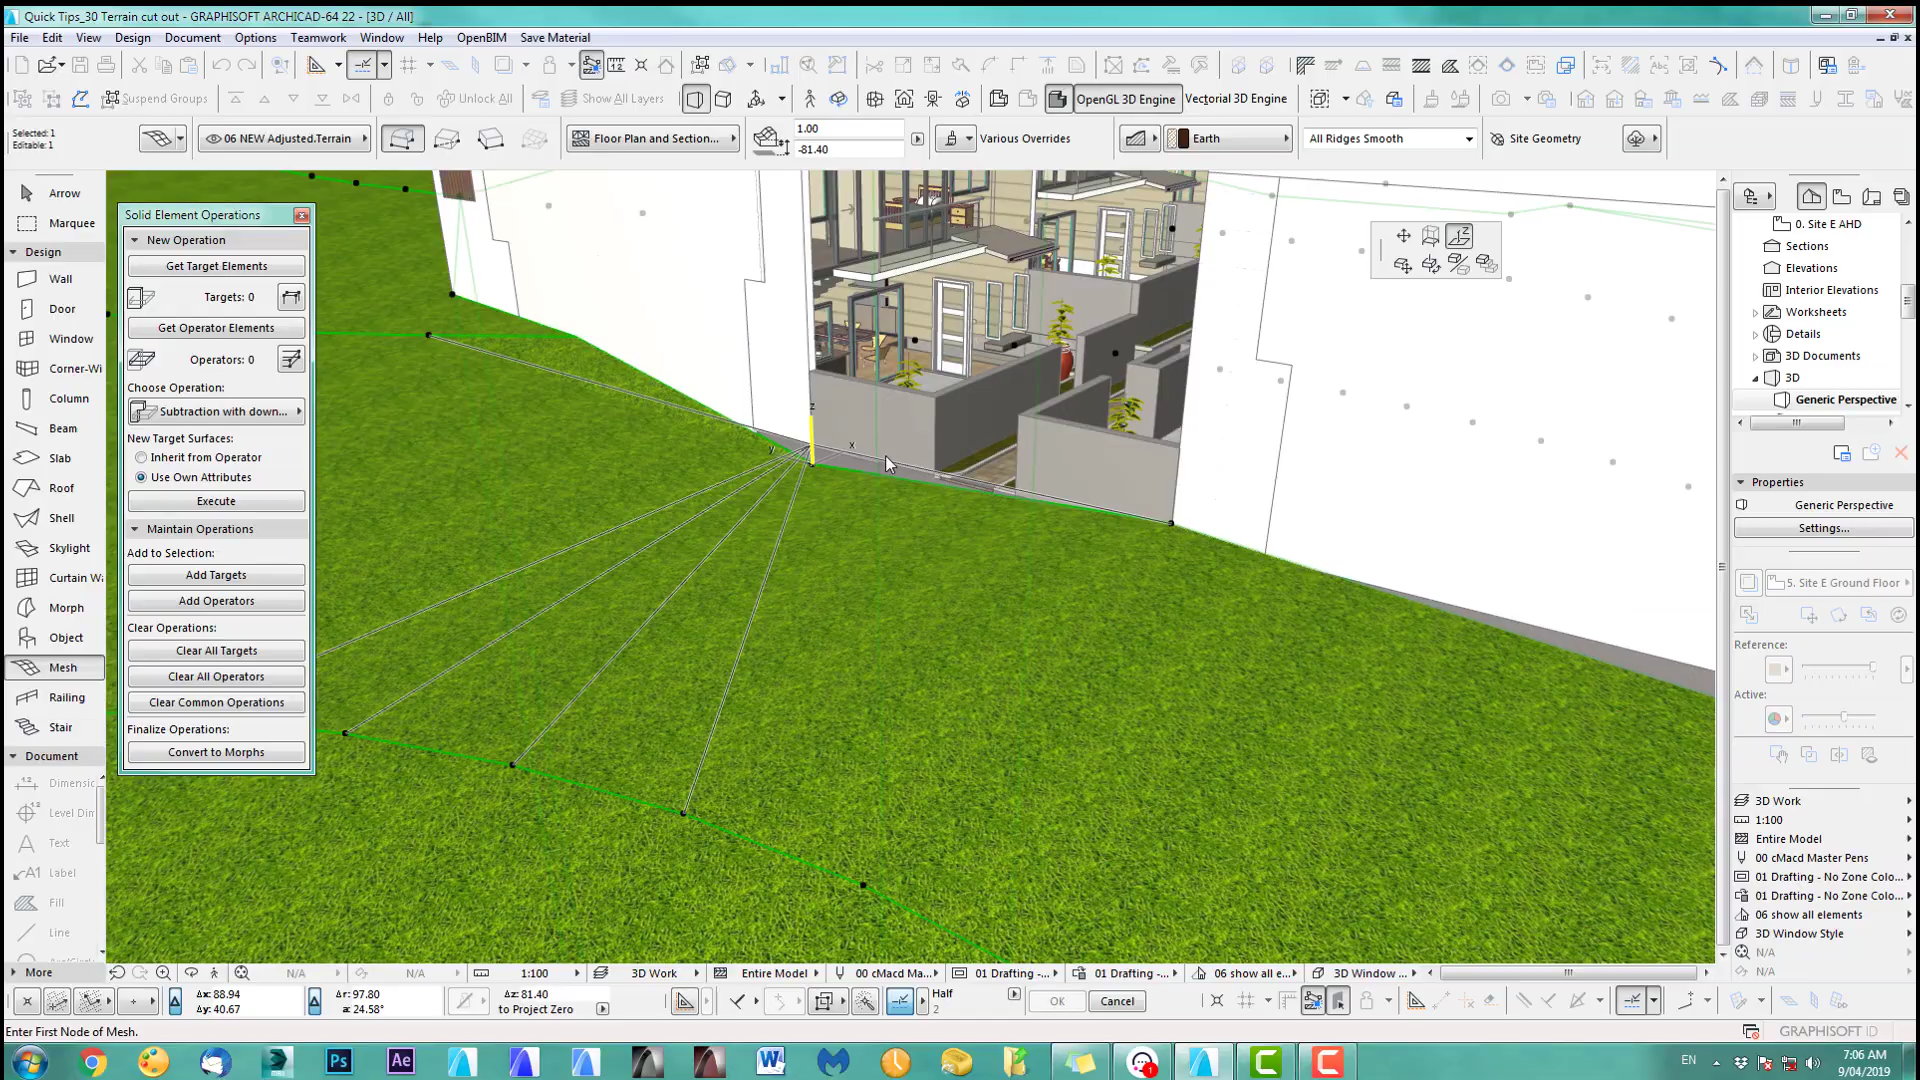 Quick Tips_30 Terrain cut out - GRAPHISOFT ARCHICAD-64 22 - [3D / All]
File Edit View Design Document Options Teamwork Window Help OpenBIM Save Material
Suspend Groups Unlock All Show All Layers OpenGL 3D Engine Vectorial 3D Engine
Selected: 1
Editable: 1
06 NEW Adjusted.Terrain
Floor Plan and Section...
1.00
-81.40
Various Overrides
Earth
All Ridges Smooth
Site Geometry
Arrow
Marquee
Design
Wall
Door
Window
Corner-Wi
Column
Beam
Slab
Roof
Shell
Skylight
Curtain Wa
Morph
Object
Mesh
Railing
Stair
Document
Dimensic
Level Dim
Text
Label
Fill
Line
More
Solid Element Operations
New Operation
Get Target Elements
Targets: 0
Get Operator Elements
Operators: 0
Choose Operation:
Subtraction with down...
New Target Surfaces:
Inherit from Operator
Use Own Attributes
Execute
Maintain Operations
Add to Selection:
Add Targets
Add Operators
Clear Operations:
Clear All Targets
Clear All Operators
Clear Common Operations
Finalize Operations:
Convert to Morphs
z
x
y
0. Site E AHD
Sections
Elevations
Interior Elevations
Worksheets
Details
3D Documents
3D
Generic Perspective
Properties
Generic Perspective
Settings...
5. Site E Ground Floor
Reference:
Active:
3D Work
1:100
Entire Model
00 cMacd Master Pens
01 Drafting - No Zone Colo...
01 Drafting - No Zone Colo...
06 show all elements
3D Window Style
N/A
N/A
N/A N/A 1:100 3D Work Entire Model 00 cMacd Ma... 01 Drafting -... 01 Drafting -... 06 show all e... 3D Window ...
Δx: 88.94
Δy: 40.67
Δr: 97.80
a: 24.58°
Δz: 81.40
to Project Zero
Half
2
OK
Cancel
Enter First Node of Mesh.
GRAPHISOFT ID
Ps Ae W
1
EN
7:06 AM
9/04/2019